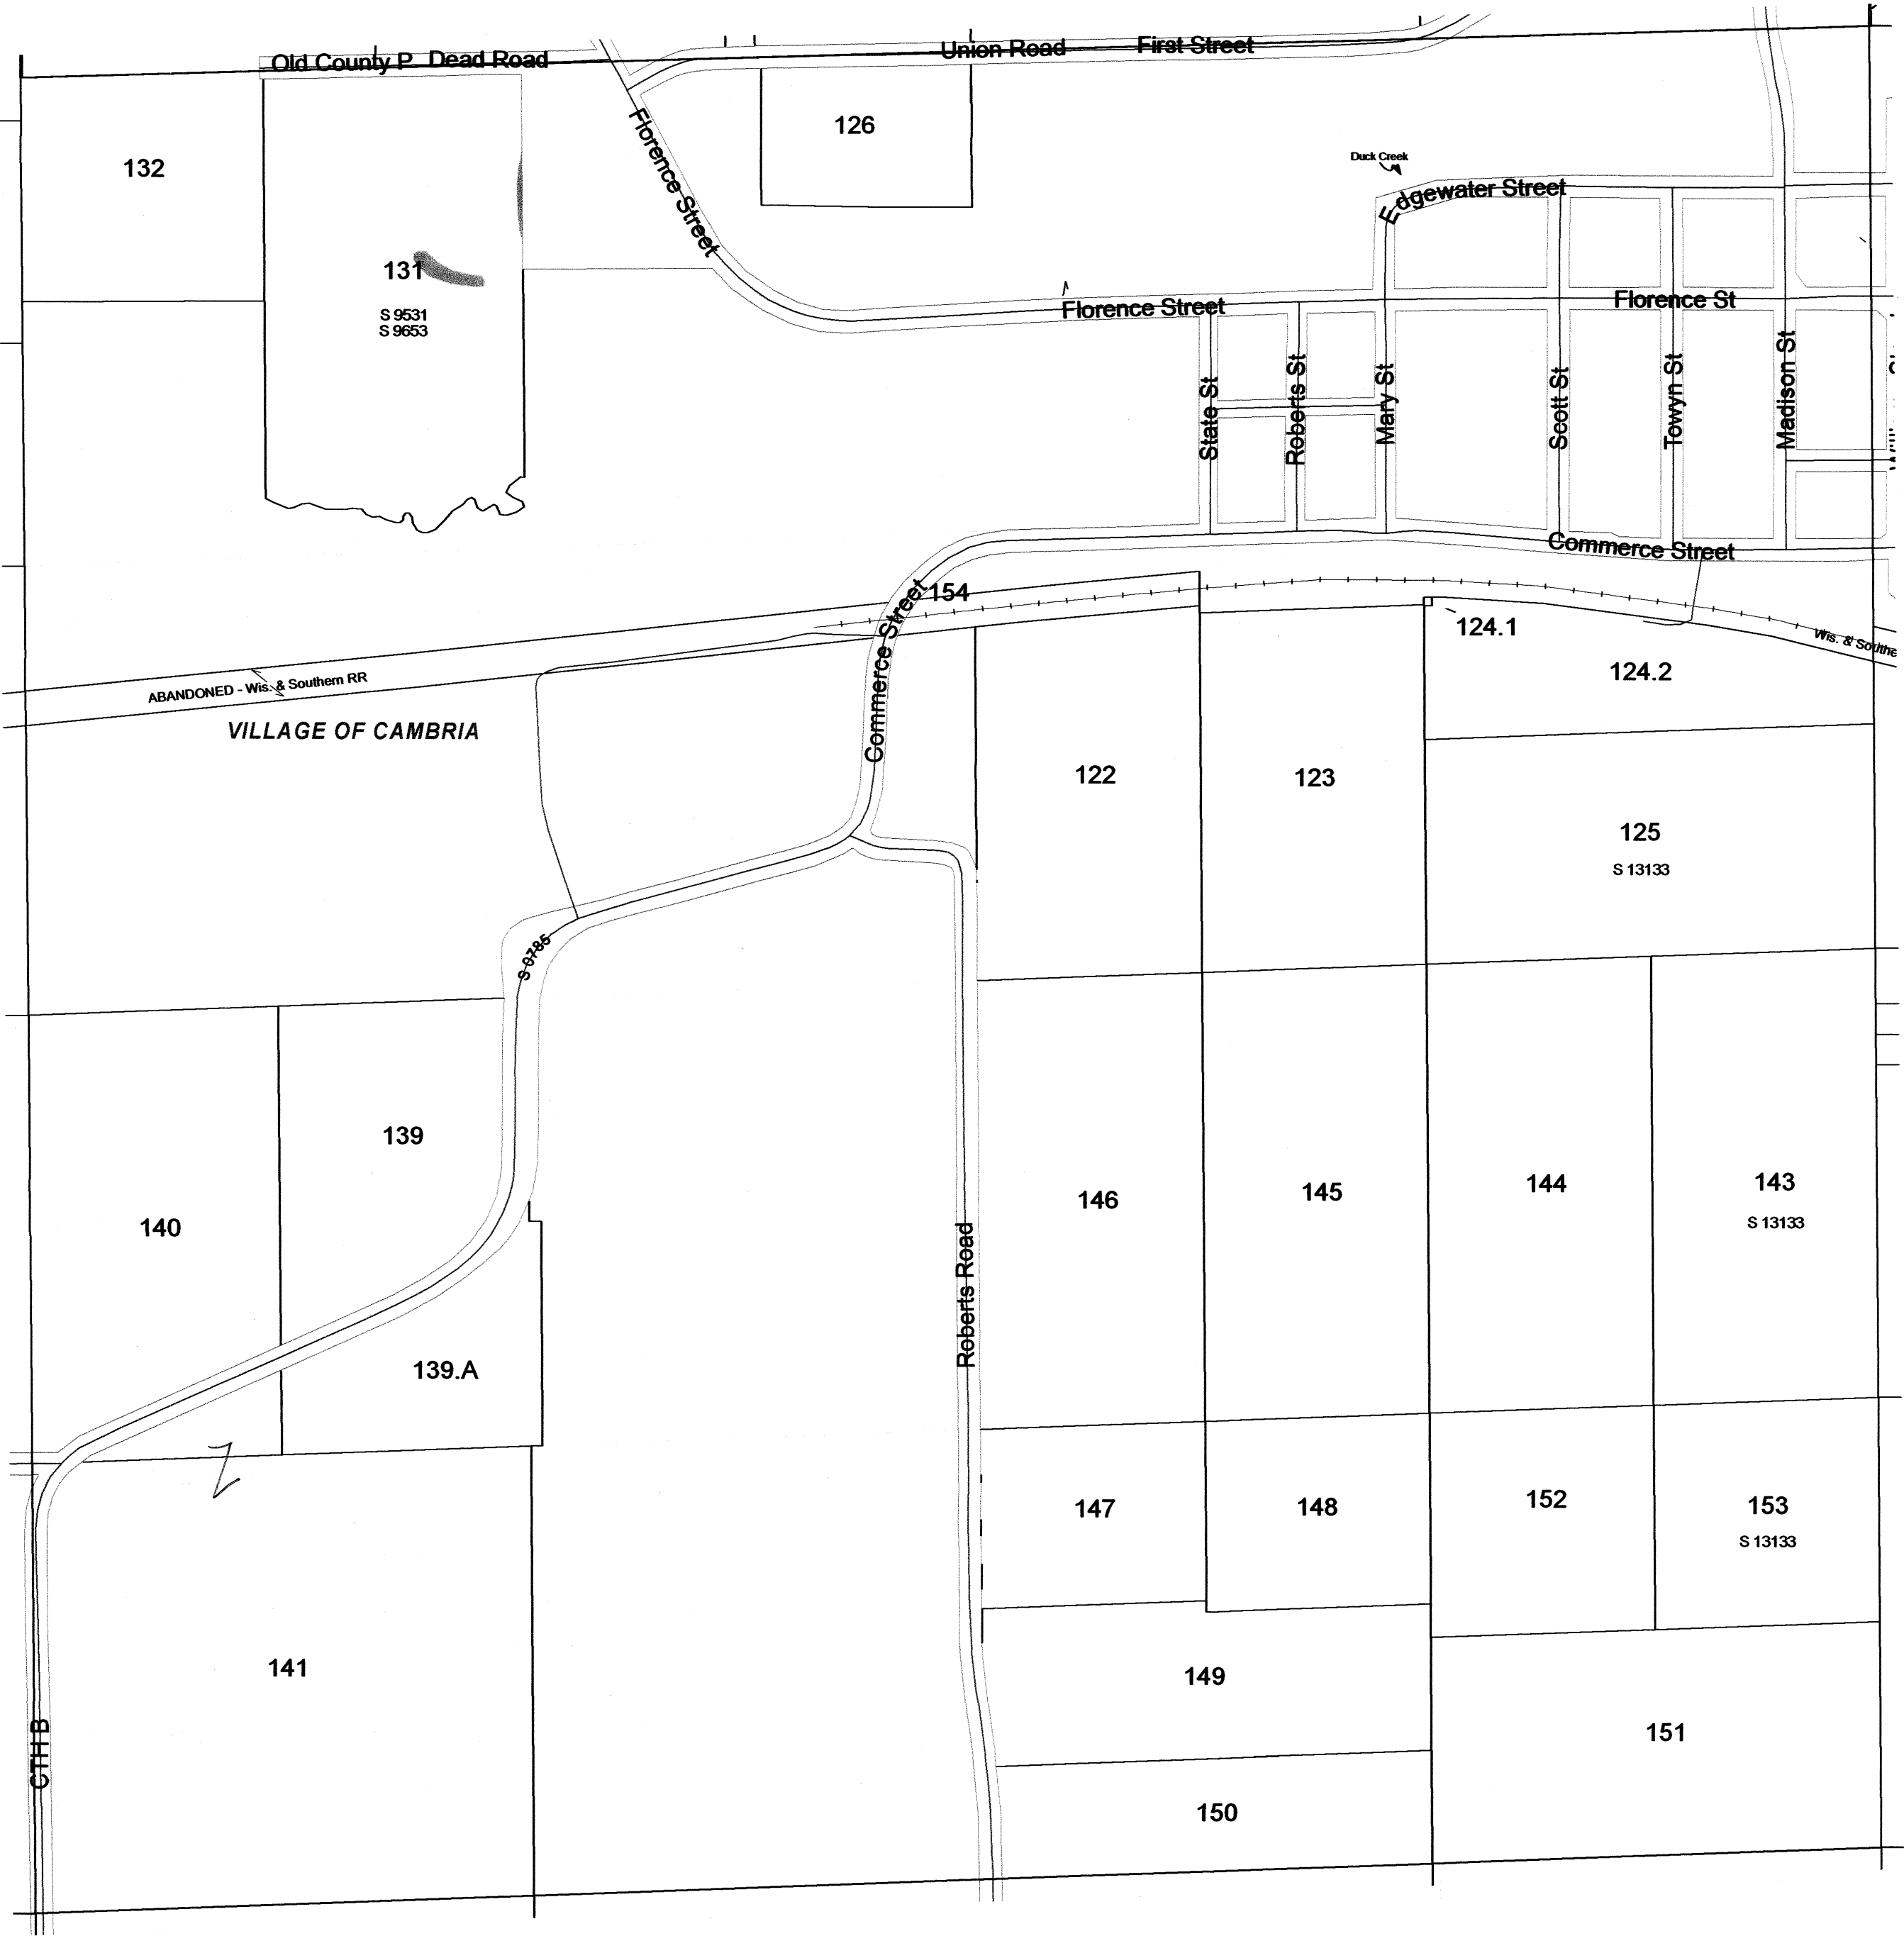 Old County P Dead Road
Union Road
First Street
Florence Street
126
132
Duck Creek
Edgewater Street
131
S 9531
S 9653
Florence Street
Florence St
State St
Roberts St
Mary St
Scott St
Towyn St
Madison St
Commerce Street
154
124.1
Wis. & Southe
124.2
ABANDONED - Wis. & Southern RR
VILLAGE OF CAMBRIA
Commerce Street
122
123
125
S 13133
S 0785
139
140
146
145
144
143
S 13133
Roberts Road
139.A
147
148
152
153
S 13133
141
149
151
CTH B
150